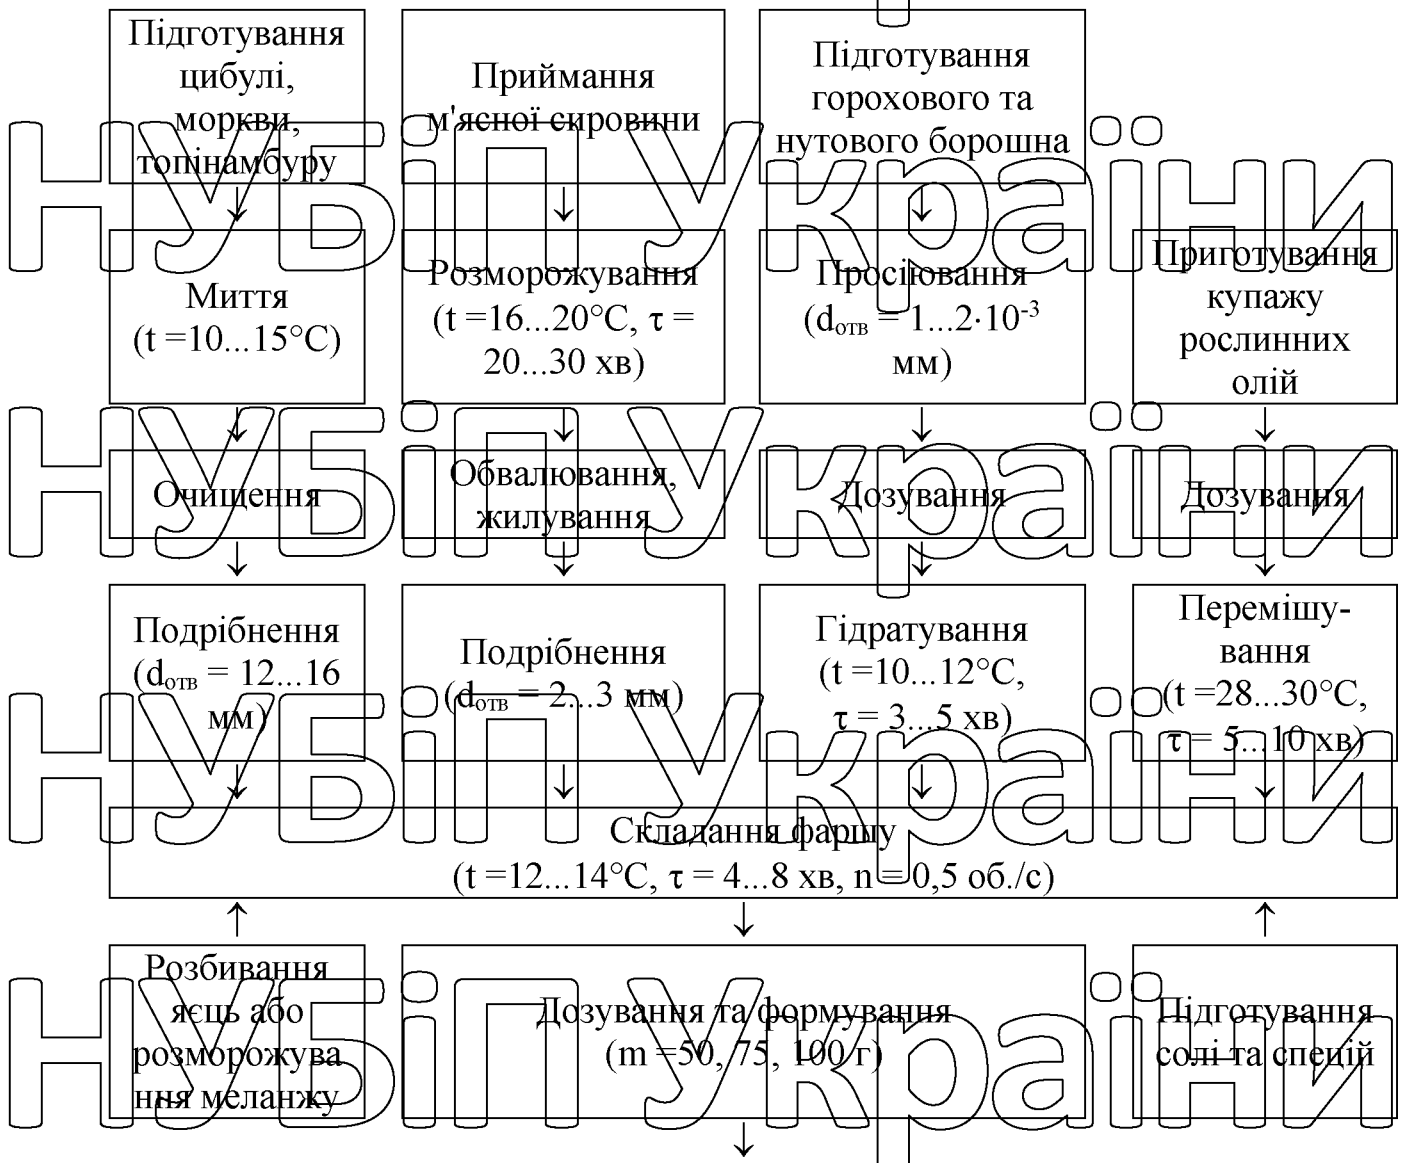 Підготування
цибулі,
моркви,
топінамбуру
Приймання
м'ясної сировини
Підготування
горохового та
нутового борошна
НУБіП України
Миття
(t =10...15°С)
Розморожування
(t =16...20°С, τ =
20...30 хв)
Просіювання
(dотв = 1...2·10-3
мм)
Приготування
купажу
рослинних
олій
НУБіП України
Очищення
Обвалювання,
жилування
Дозування
Дозування
Подрібнення
(dотв = 12...16
мм)
Подрібнення
(dотв = 2...3 мм)
Гідратування
(t =10...12°С,
τ = 3...5 хв)
Перемішу-
вання
(t =28...30°С,
τ = 5...10 хв)
НУБіП України
Складання фаршу
(t =12...14°С, τ = 4...8 хв, n = 0,5 об./с)
Розбивання
яєць або
розморожува
ння меланжу
Дозування та формування
(m =50, 75, 100 г)
Підготування
солі та спецій
НУБіП України